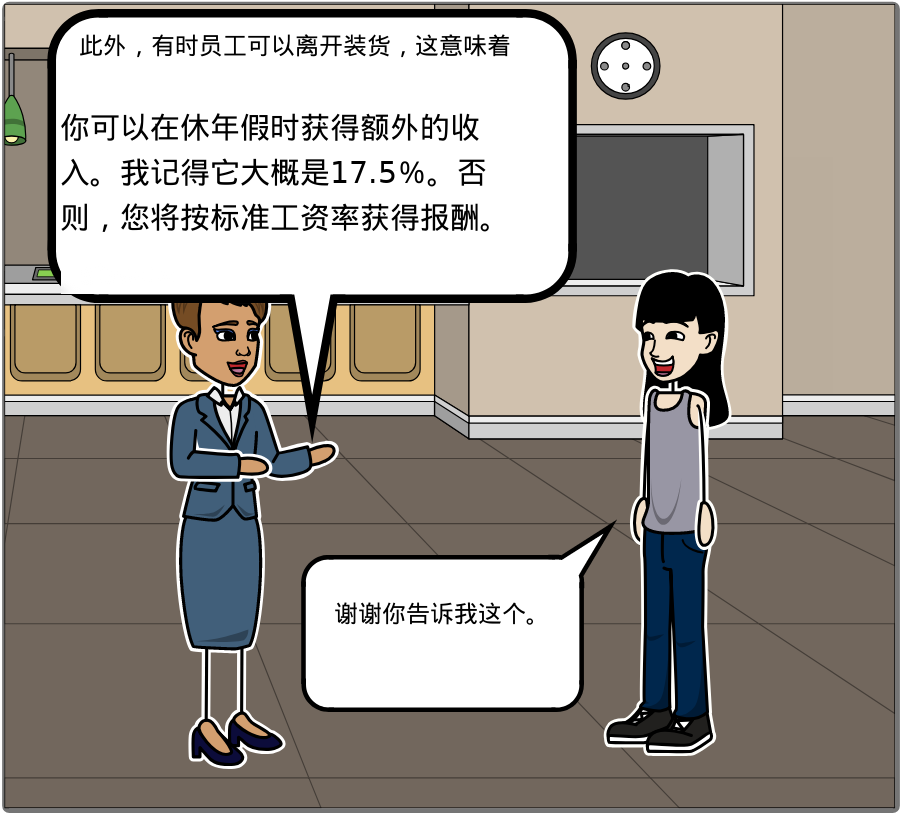 此外，有时员工可以离开装货，这意味着
你可以在休年假时获得额外的收
入。我记得它大概是17.5%。否
则，您将按标准工资率获得报酬。
谢谢你告诉我这个。